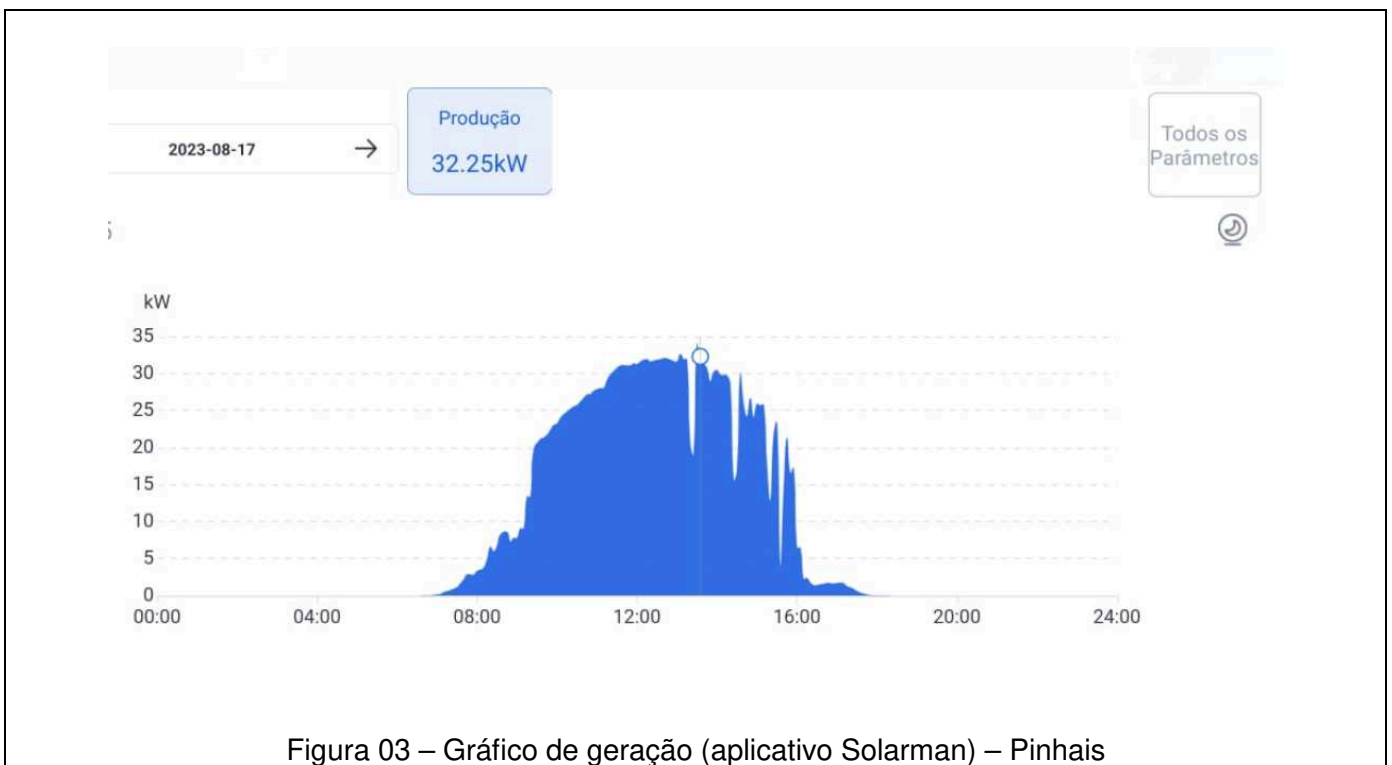 Produção
2023-08-17
32.25kW
Todos os
Parâmetros
kW
35
30
25
20
15
10
5
0
00:00 04:00 08:00 12:00 16:00 20:00 24:00
Figura 03 – Gráfico de geração (aplicativo Solarman) – Pinhais